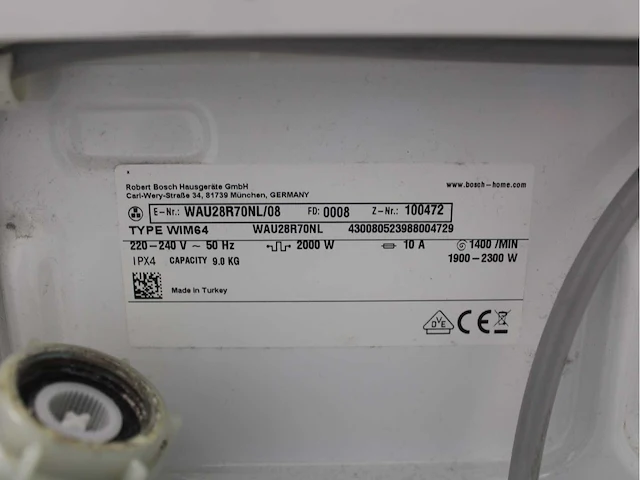 Robert Bosch Hausgeräte GmbH
Carl-Wery-Straße 34, 81739 München, GERMANY
www.bosch-home.com
E-Nr.: WAU28R70NL/08 FD: 0008 Z-Nr.: 100472
TYPE WIM64 WAU28R70NL 430080523988004729
220-240 V ~ 50 Hz 2000 W 10 A 1400 /MIN
IPX4 CAPACITY 9.0 KG 1900-2300 W
Made in Turkey
DVE CE